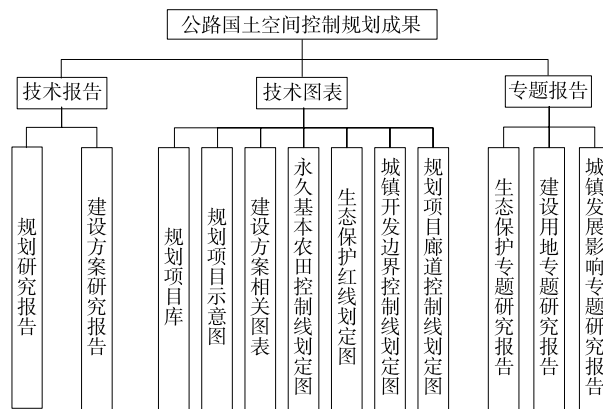 公路国土空间控制规划成果
技术报告
技术图表
专题报告
规划研究报告
建设方案研究报告
规划项目库
规划项目示意图
建设方案相关图表
永久基本农田控制线划定图
生态保护红线划定图
城镇开发边界控制线划定图
规划项目廊道控制线划定图
生态保护专题研究报告
建设用地专题研究报告
城镇发展影响专题研究报告